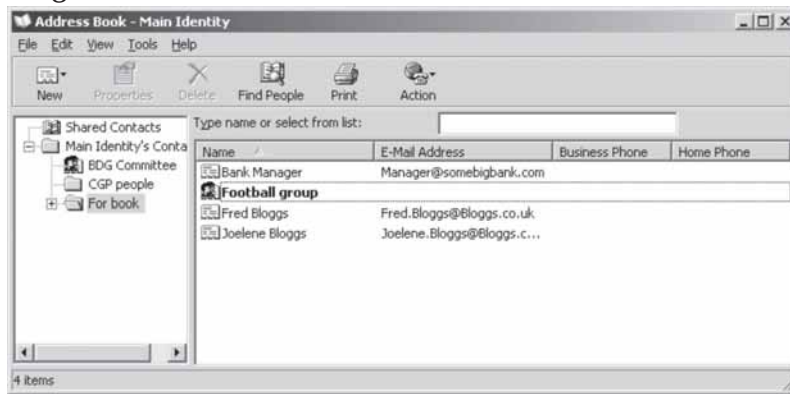 Address Book - Main Identity
File Edit View Tools Help
New Properties Delete Find People Print Action
Shared Contacts
Main Identity's Conta
BDG Committee
CGP people
For book
Type name or select from list:
Name E-Mail Address Business Phone Home Phone
Bank Manager Manager@somebigbank.com
Football group
Fred Bloggs Fred.Bloggs@Bloggs.co.uk
Joelene Bloggs Joelene.Bloggs@Bloggs.c...
4 items